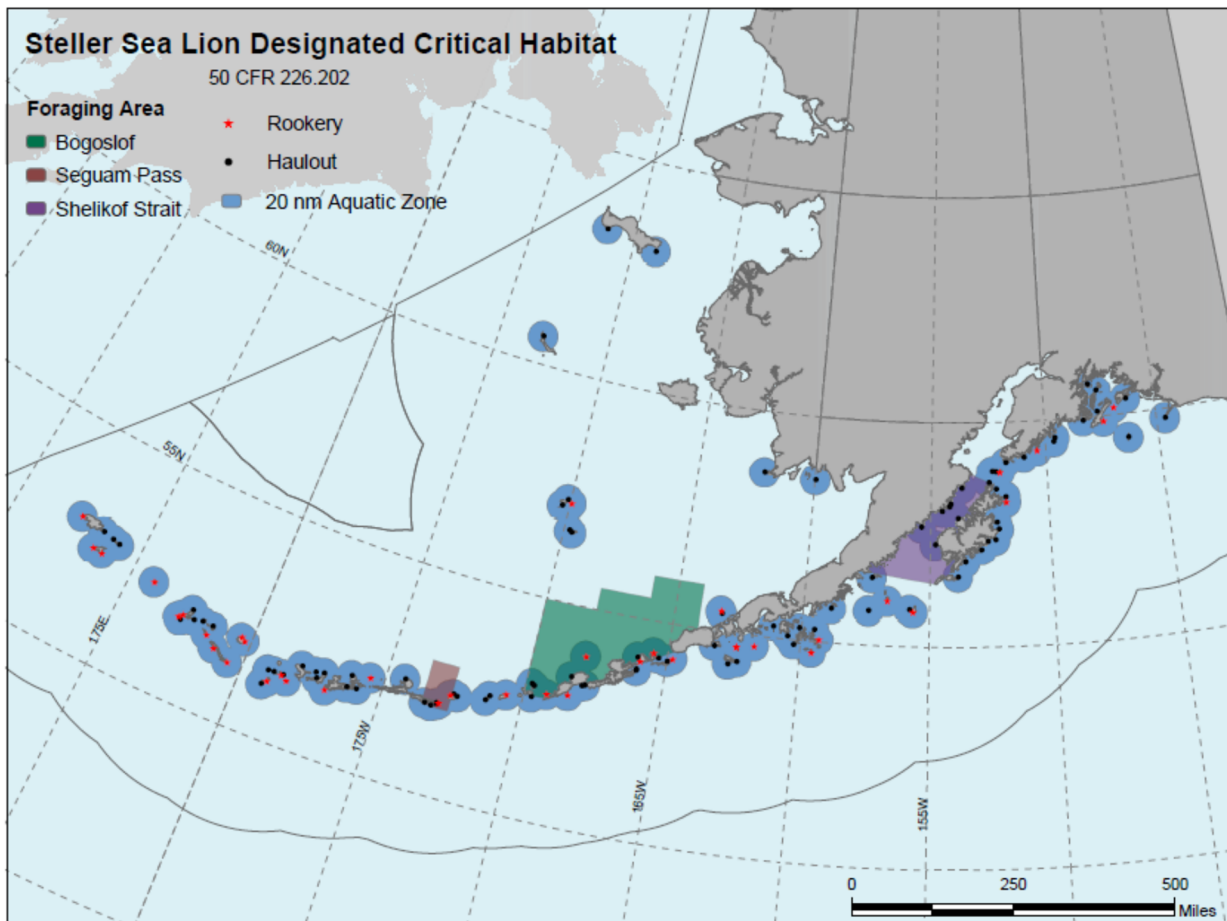 Steller Sea Lion Designated Critical Habitat
50 CFR 226.202
Foraging Area
Bogoslof
Seguam Pass
Shelikof Strait
Rookery
Haulout
20 nm Aquatic Zone
60N
55N
175E
175W
165W
155W
0 250 500
Miles